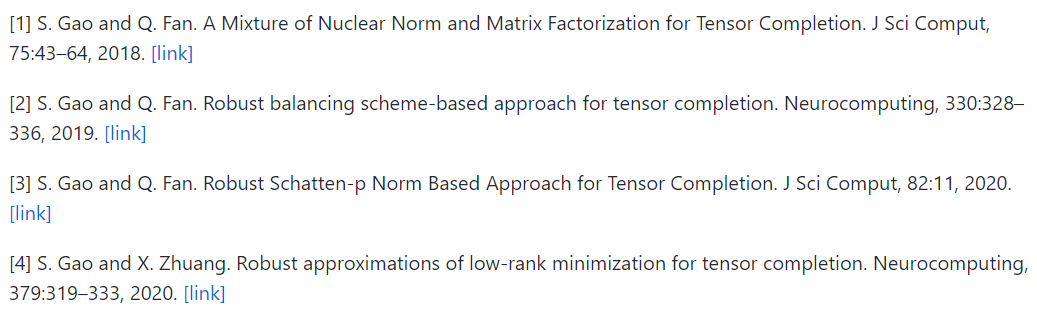 [1] S. Gao and Q. Fan. A Mixture of Nuclear Norm and Matrix Factorization for Tensor Completion. J Sci Comput,
75:43–64, 2018. [link]
[2] S. Gao and Q. Fan. Robust balancing scheme-based approach for tensor completion. Neurocomputing, 330:328–
336, 2019. [link]
[3] S. Gao and Q. Fan. Robust Schatten-p Norm Based Approach for Tensor Completion. J Sci Comput, 82:11, 2020.
[link]
[4] S. Gao and X. Zhuang. Robust approximations of low-rank minimization for tensor completion. Neurocomputing,
379:319–333, 2020. [link]